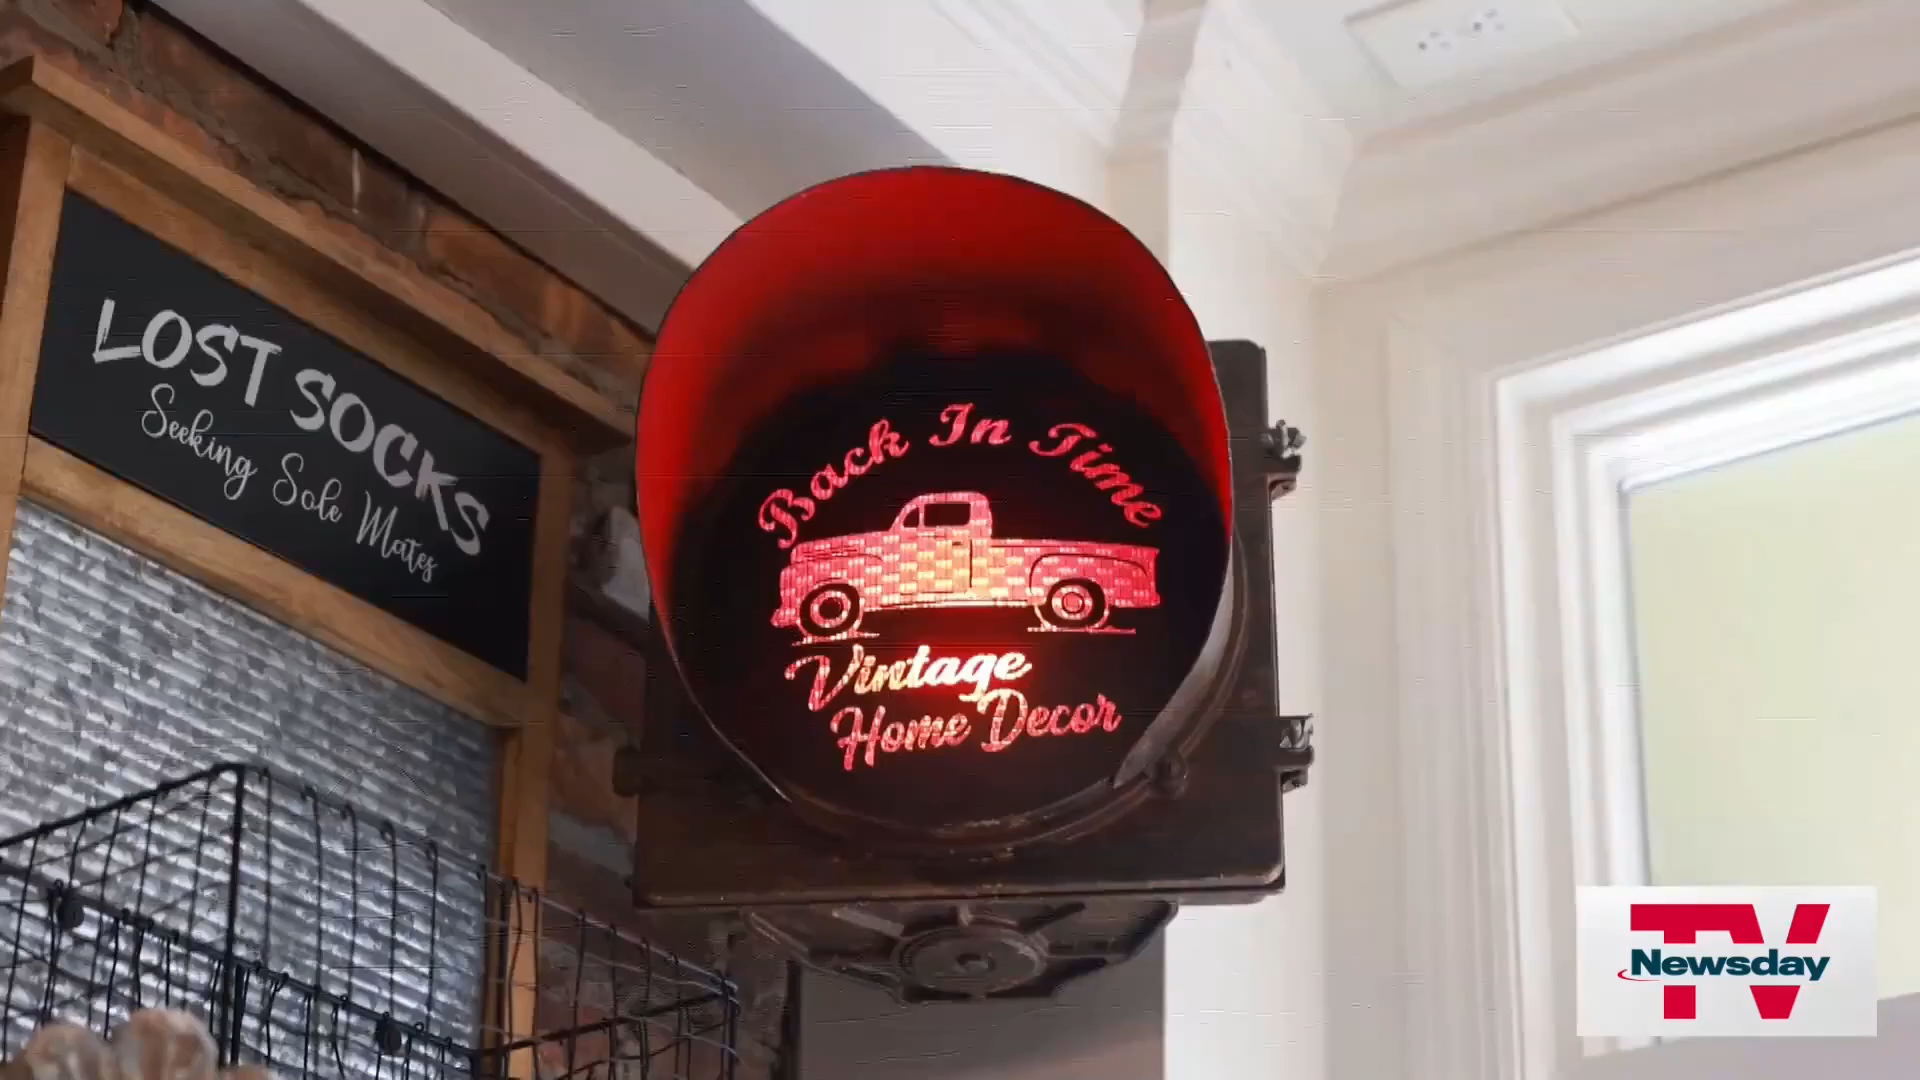 LOST SOCKS
Seeking Sole Mates
Back In Time
Vintage
Home Decor
TV
Newsday